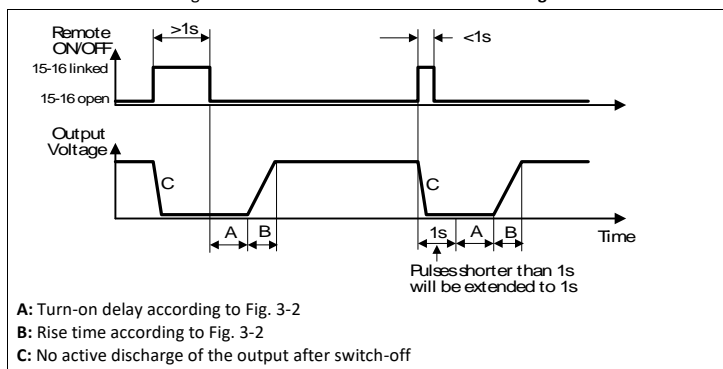 Remote
ON/OFF
>1s
<1s
15-16 linked
15-16 open
Output
Voltage
C
C
A
B
1s
A
B
Time
Pulses shorter than 1s
will be extended to 1s
A: Turn-on delay according to Fig. 3-2
B: Rise time according to Fig. 3-2
C: No active discharge of the output after switch-off